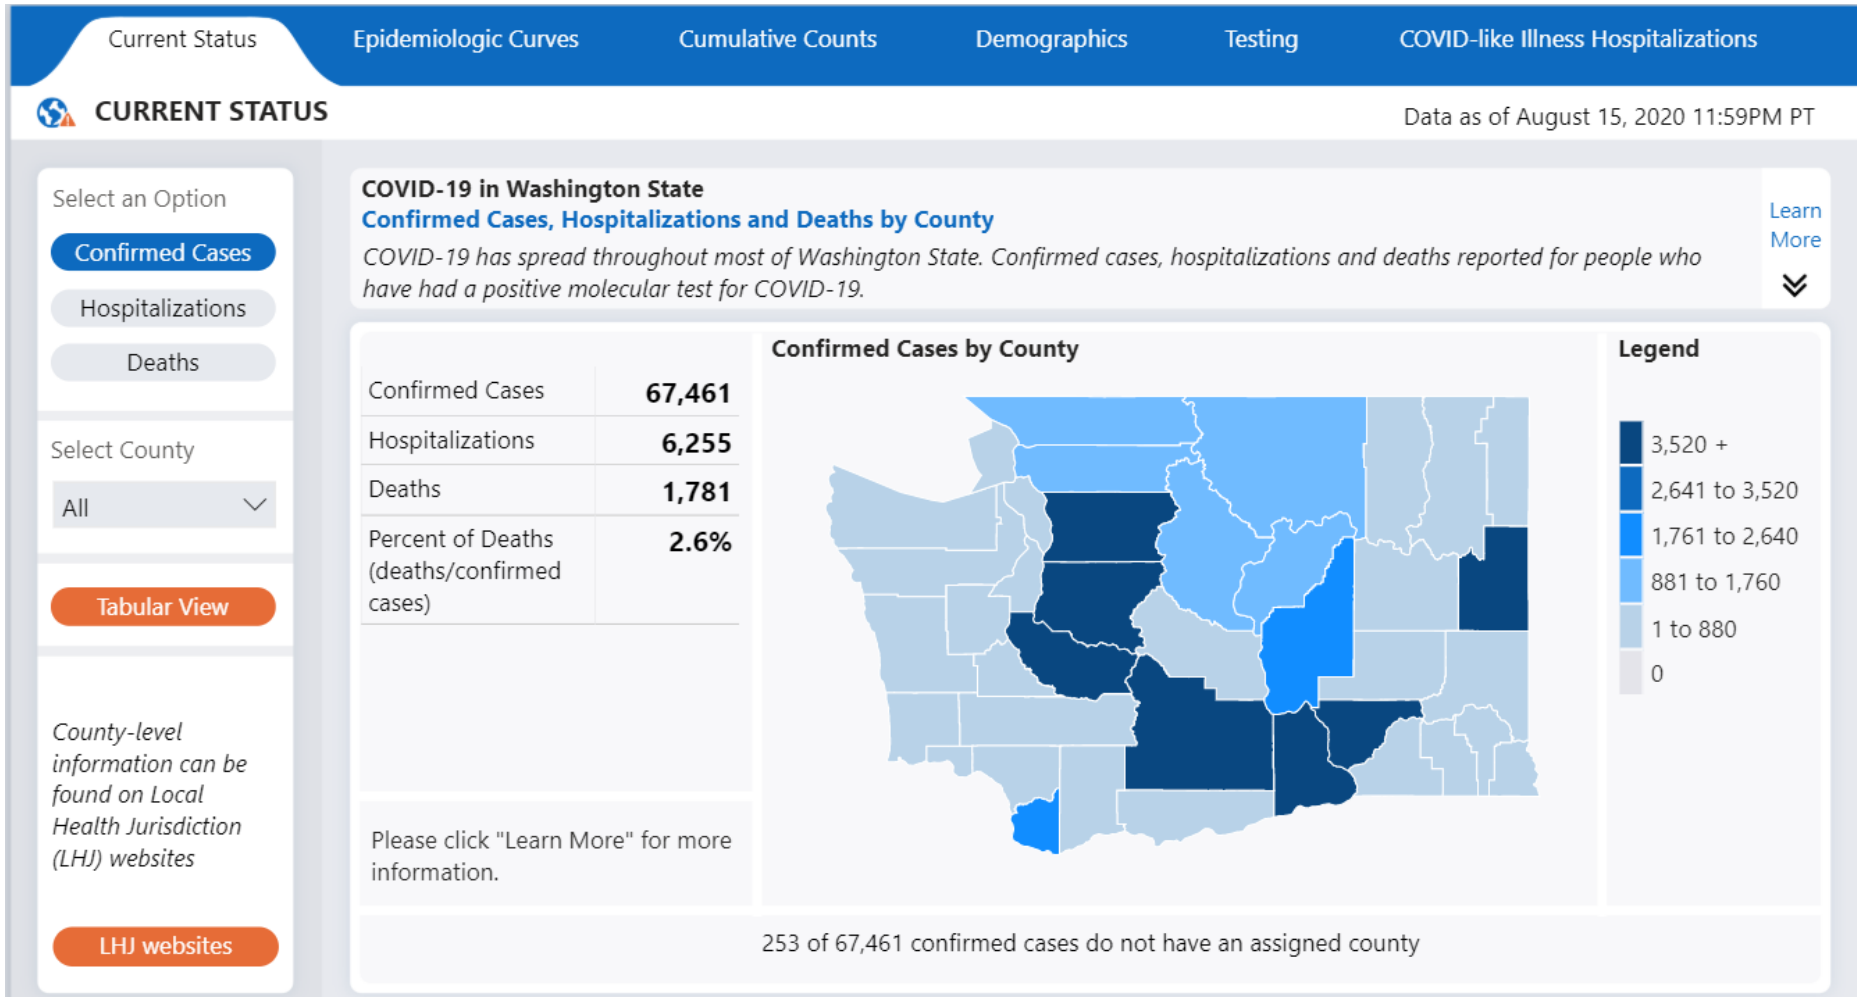 Current Status
Epidemiologic Curves
Cumulative Counts
Demographics
Testing
COVID-like Illness Hospitalizations
CURRENT STATUS
Data as of August 15, 2020 11:59PM PT
Select an Option
Confirmed Cases
Hospitalizations
Deaths
Select County
All
Tabular View
County-level
information can be
found on Local
Health Jurisdiction
(LHJ) websites
LHJ websites
COVID-19 in Washington State
Confirmed Cases, Hospitalizations and Deaths by County
COVID-19 has spread throughout most of Washington State. Confirmed cases, hospitalizations and deaths reported for people who
have had a positive molecular test for COVID-19.
Learn
More
Confirmed Cases 67,461
Hospitalizations 6,255
Deaths 1,781
Percent of Deaths 2.6%
(deaths/confirmed
cases)
Please click "Learn More" for more
information.
Confirmed Cases by County
Legend
3,520 +
2,641 to 3,520
1,761 to 2,640
881 to 1,760
1 to 880
0
253 of 67,461 confirmed cases do not have an assigned county